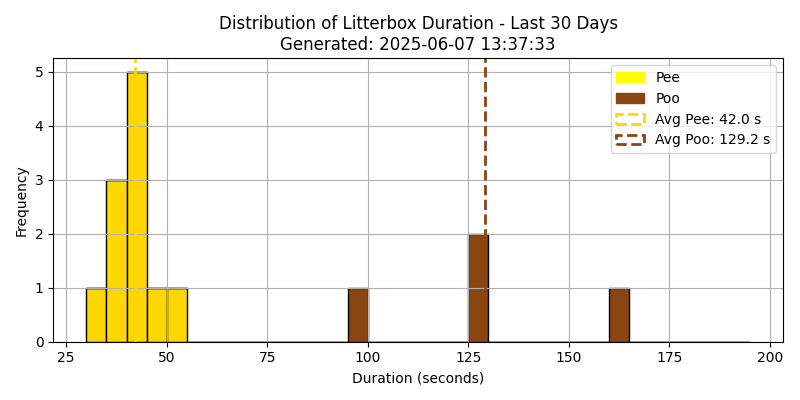 Distribution of Litterbox Duration - Last 30 Days
Generated: 2025-06-07 13:37:33
Pee
Poo
Avg Pee: 42.0 s
Avg Poo: 129.2 s
Frequency
5
4
3
2
1
0
25 50 75 100 125 150 175 200
Duration (seconds)